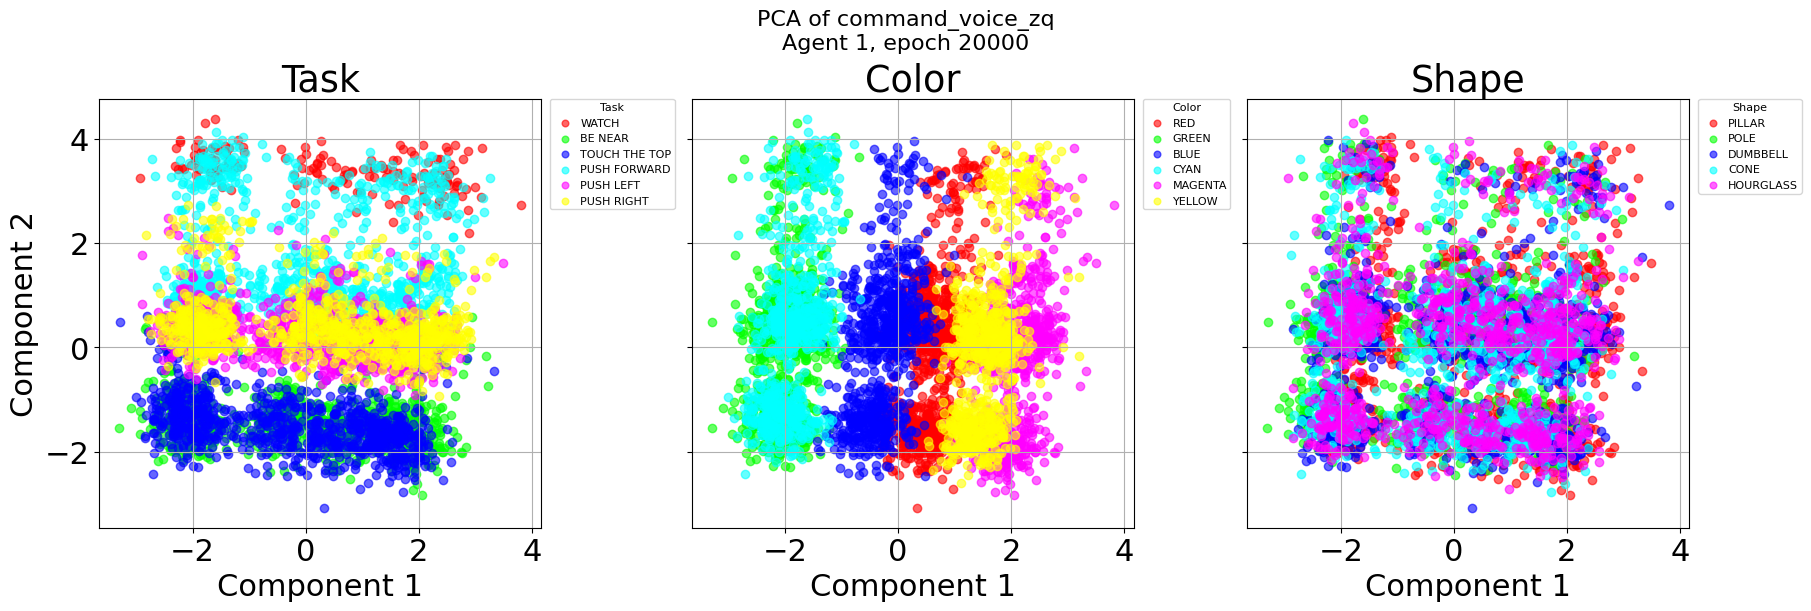 PCA of command_voice_zq
Agent 1, epoch 20000
Task
Color
Shape
Task
WATCH
BE NEAR
TOUCH THE TOP
PUSH FORWARD
PUSH LEFT
PUSH RIGHT
Color
RED
GREEN
BLUE
CYAN
MAGENTA
YELLOW
Shape
PILLAR
POLE
DUMBBELL
CONE
HOURGLASS
Component 2
4
2
0
−2
−2 0 2 4
−2 0 2 4
−2 0 2 4
Component 1
Component 1
Component 1